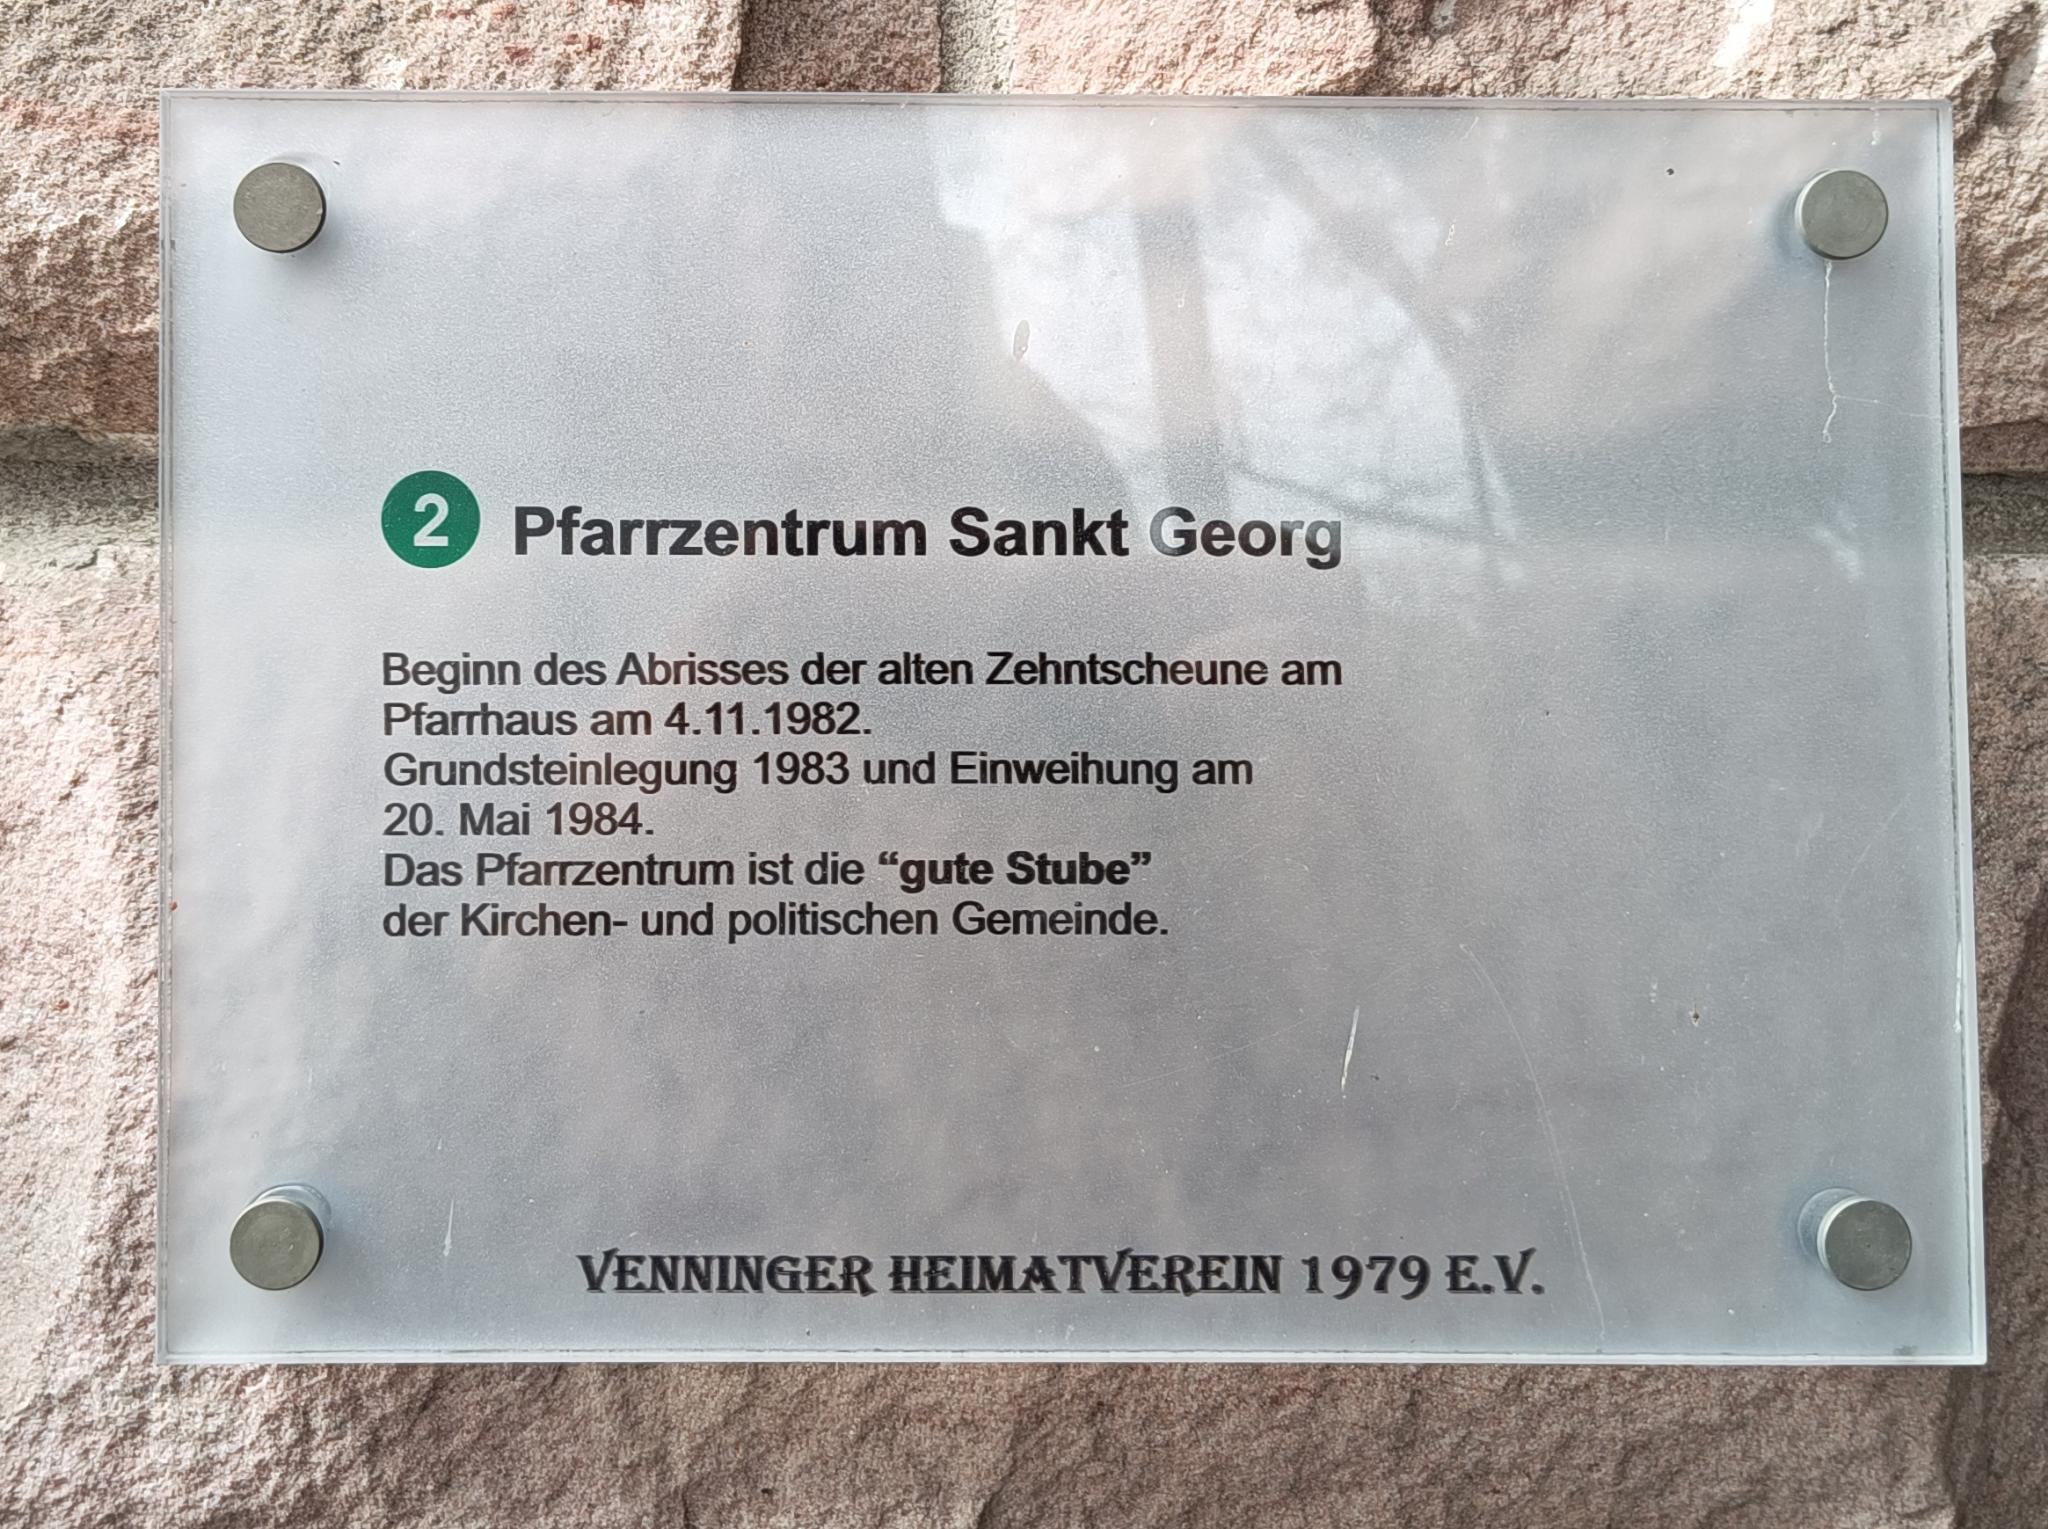 2 Pfarrzentrum Sankt Georg
Beginn des Abrisses der alten Zehntscheune am
Pfarrhaus am 4.11.1982.
Grundsteinlegung 1983 und Einweihung am
20. Mai 1984.
Das Pfarrzentrum ist die “gute Stube”
der Kirchen- und politischen Gemeinde.
VENNINGER HEIMATVEREIN 1979 E.V.